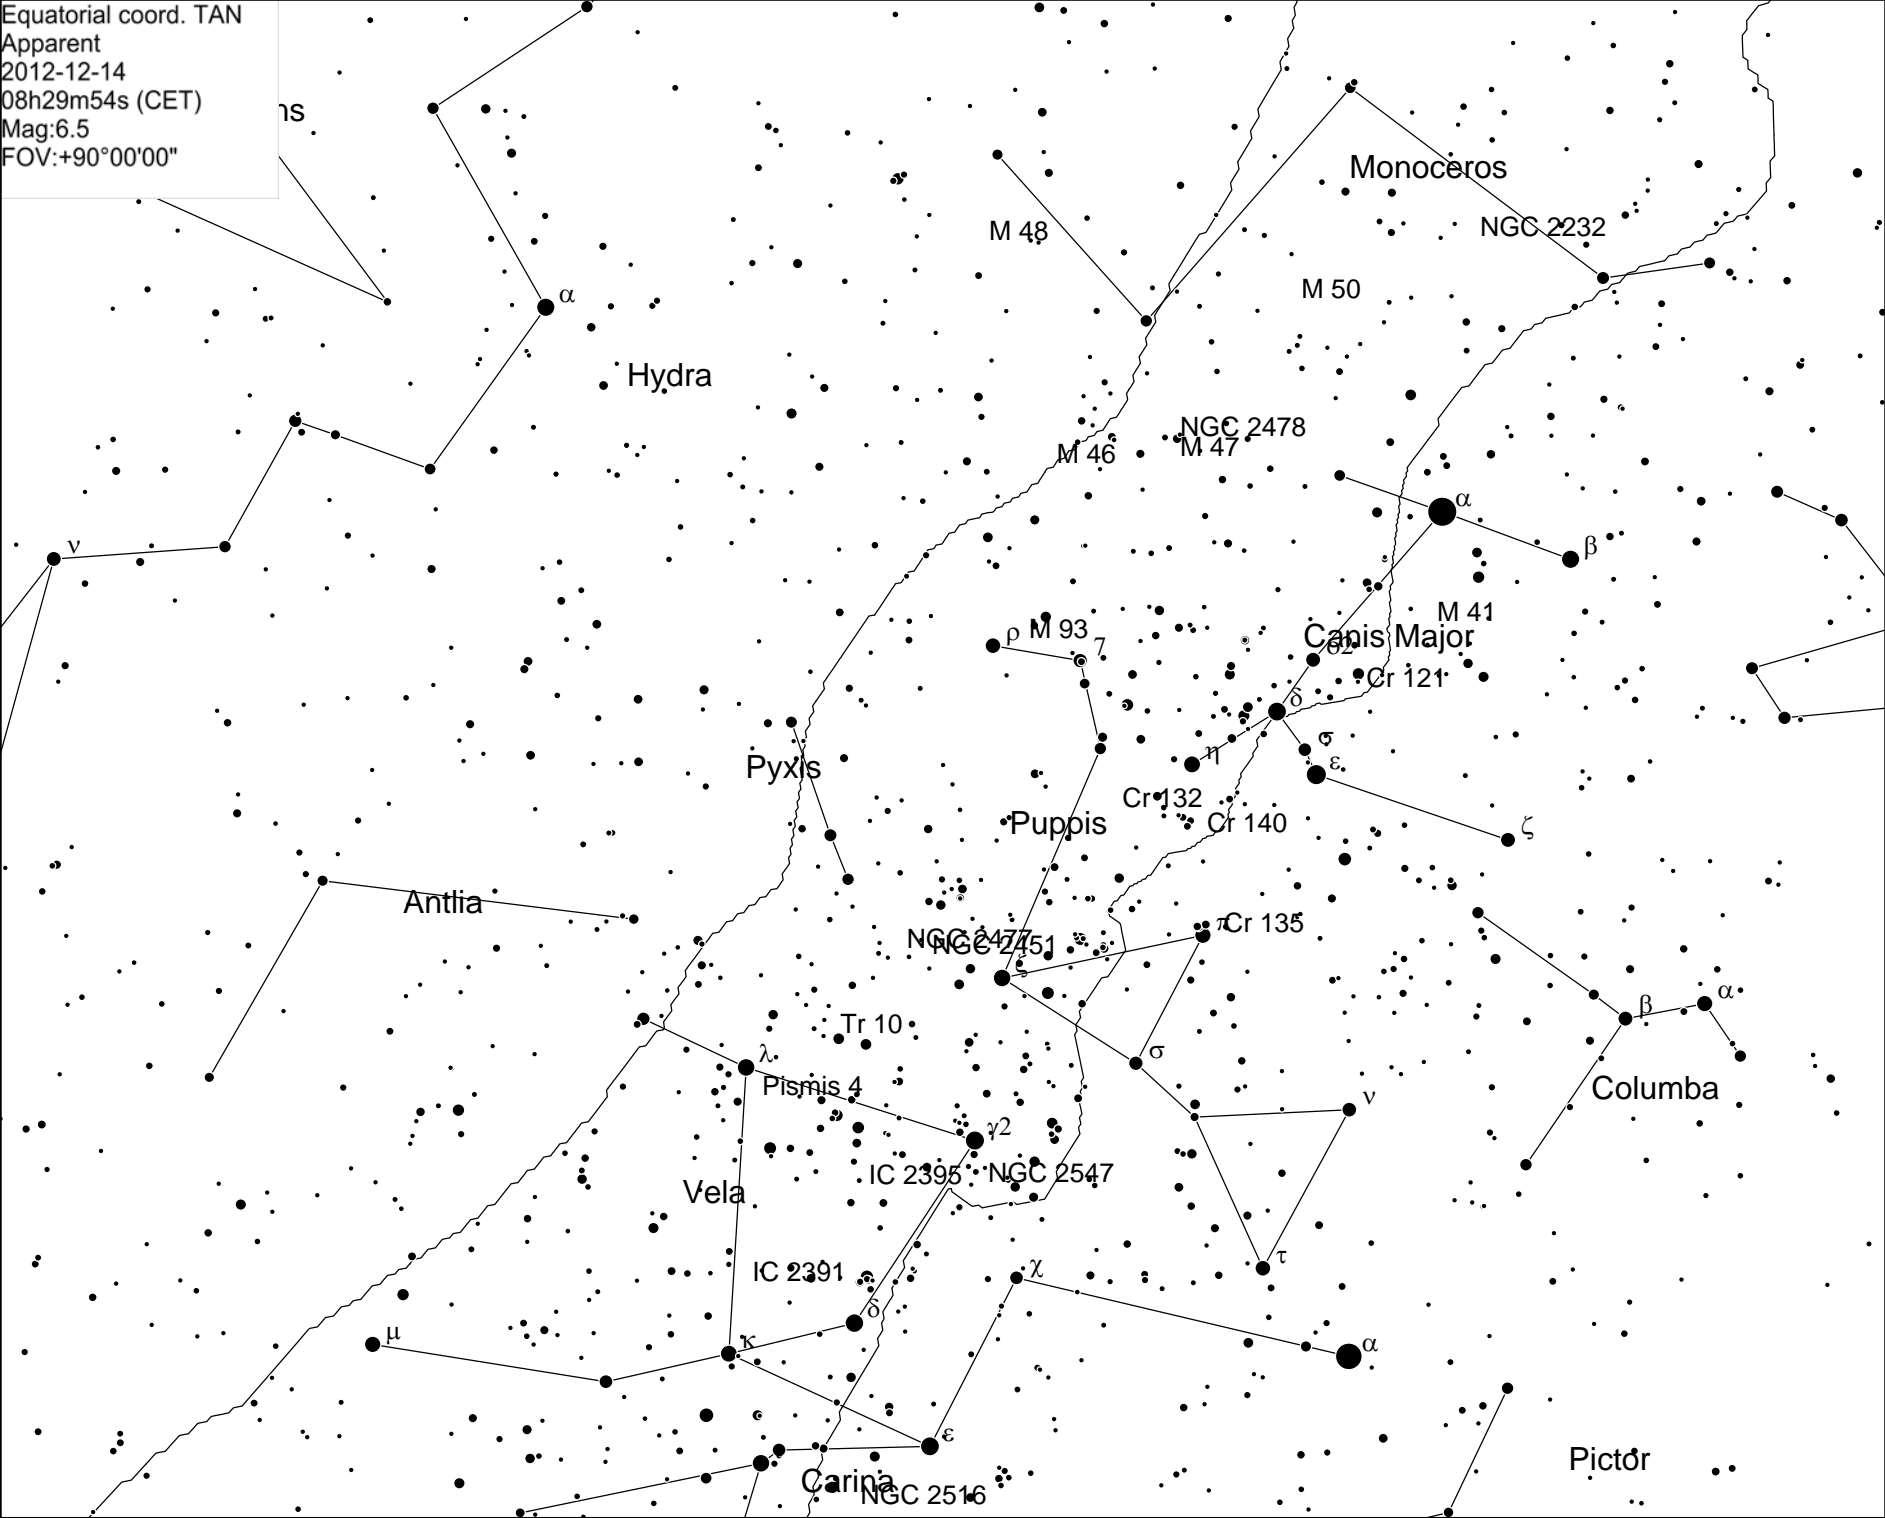 Equatorial coord. TAN
Apparent
2012-12-14
08h29m54s (CET)
Mag:6.5
FOV:+90°00'00"
ns
Monoceros
NGC 2232
M 48
M 50
α
Hydra
NGC 2478
M 47
M 46
α
β
ν
M 41
ρ
M 93
7
Canis Major
ο2
Cr 121
δ
σ
η
ε
Pyxis
Cr 132
Cr 140
Puppis
ζ
Antlia
π
Cr 135
NGC 2477
NGC 2451
ζ
α
β
Tr 10
σ
λ
Pismis 4
Columba
ν
γ2
IC 2395
NGC 2547
Vela
τ
χ
IC 2391
δ
μ
κ
α
ε
Pictor
Carina
NGC 2516